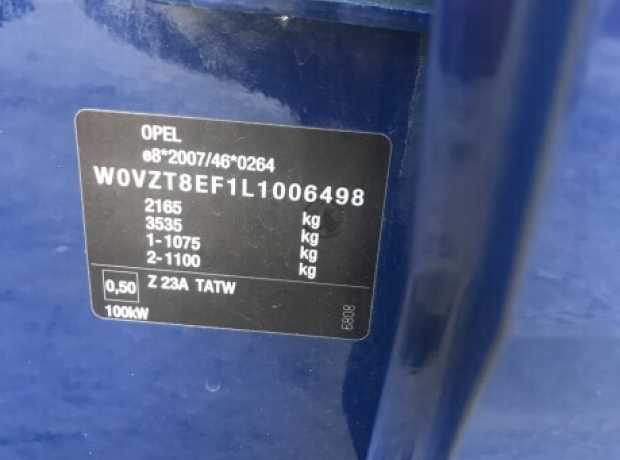 OPEL
e8*2007/46*0264
W0VZT8EF1L1006498
2165 kg
3535 kg
1-1075 kg
2-1100 kg
0,50 Z 23A TATW
100kW
6808